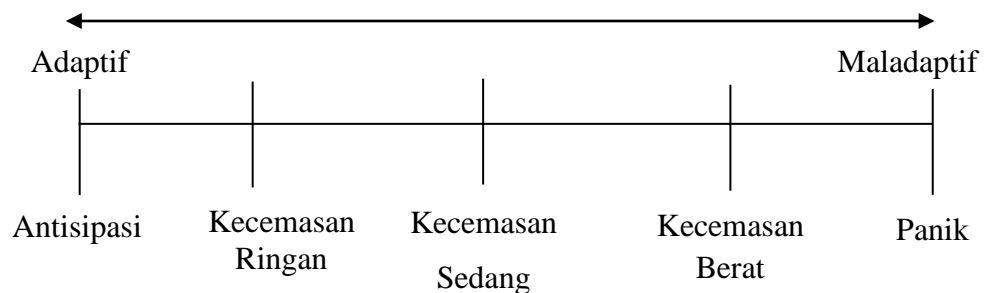 Adaptif
Maladaptif
Antisipasi
Kecemasan
Ringan
Kecemasan
Sedang
Kecemasan
Berat
Panik